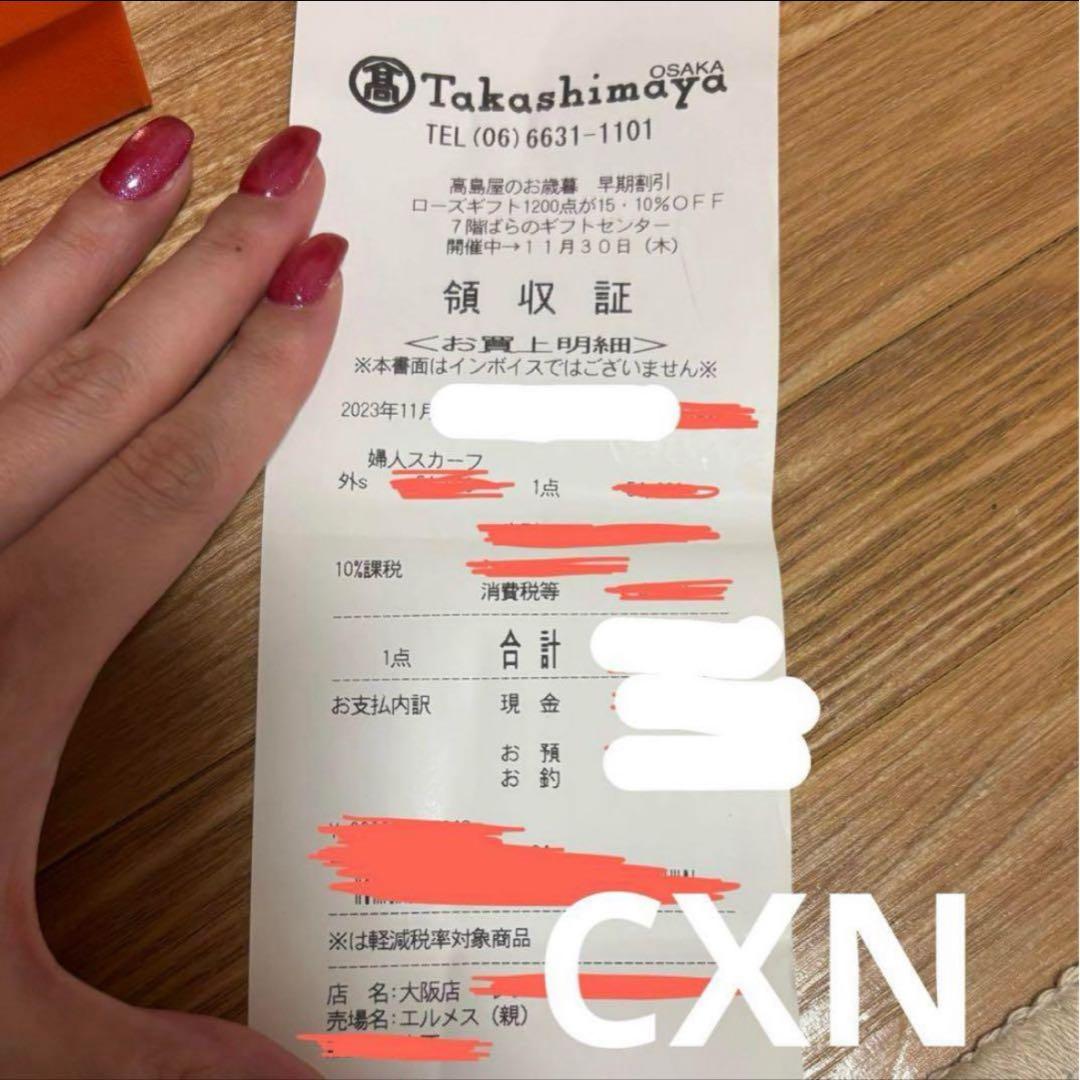 髙 Takashimaya OSAKA
TEL (06) 6631-1101
高島屋のお歳暮 早期割引
ローズギフト1200点が15・10%OFF
7階ばらのギフトセンター
開催中→11月30日(木)
領収証
<お買上明細>
※本書面はインボイスではございません※
2023年11月
婦人スカーフ
外s 1点
10%課税
消費税等
1点 合計
お支払内訳 現金
お預
お釣
※は軽減税率対象商品
店 名:大阪店
売場名:エルメス(親)
CXN